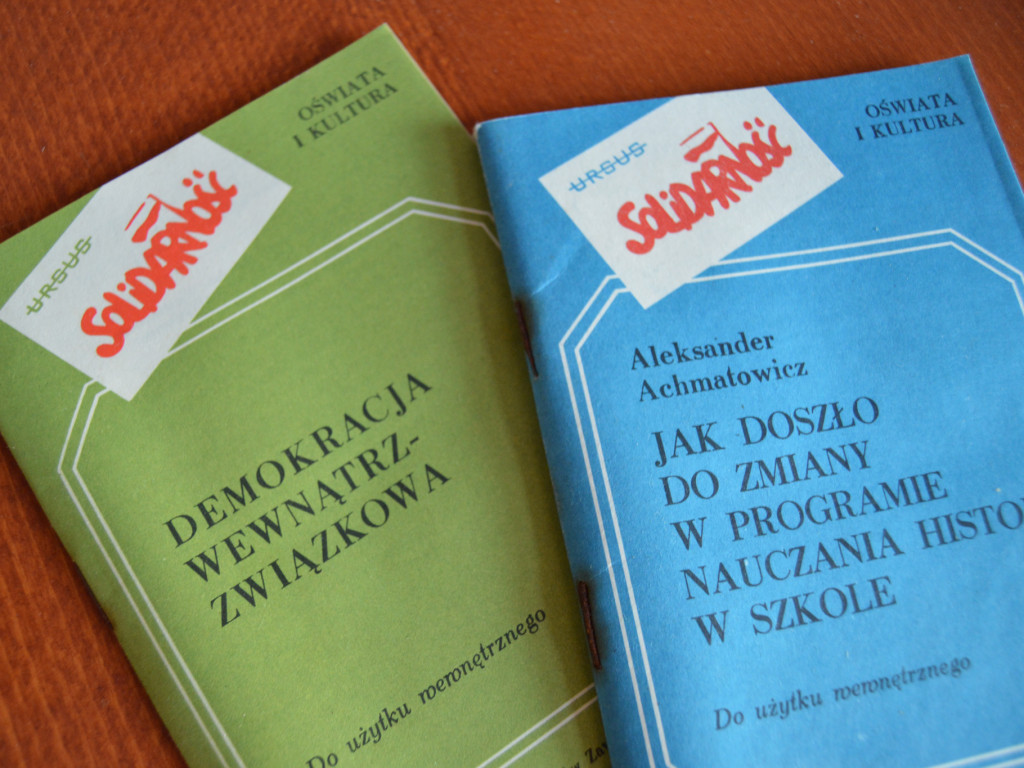 OŚWIATA
I KULTURA
URSUS
SOLiDARNOŚĆ
DEMOKRACJA
WEWNĄTRZ-
ZWIĄZKOWA
Do użytku wewnętrznego
OŚWIATA
I KULTURA
URSUS
SOLiDARNOŚĆ
Aleksander
Achmatowicz
JAK DOSZŁO
DO ZMIANY
W PROGRAMIE
NAUCZANIA HISTO
W SZKOLE
Do użytku wewnętrznego